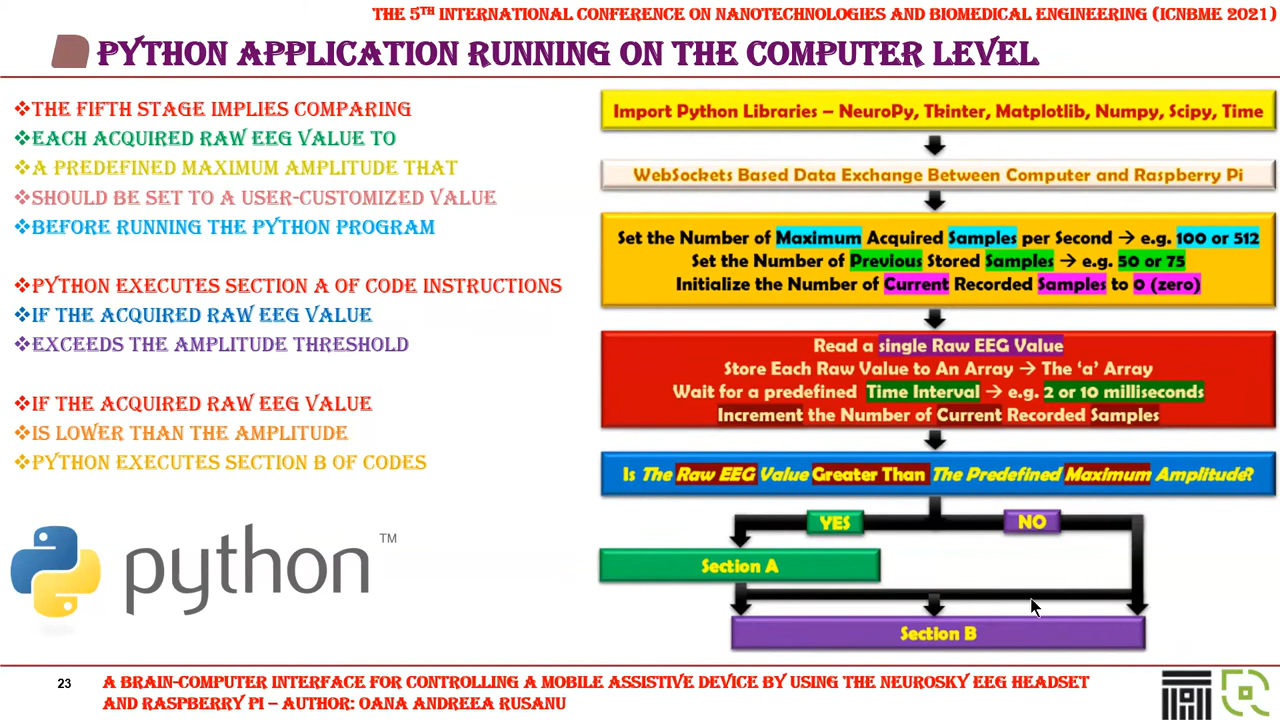 THE 5TH INTERNATIONAL CONFERENCE ON NANOTECHNOLOGIES AND BIOMEDICAL ENGINEERING (ICNBME 2021)
PYTHON APPLICATION RUNNING ON THE COMPUTER LEVEL
❖THE FIFTH STAGE IMPLIES COMPARING
❖EACH ACQUIRED RAW EEG VALUE TO
❖A PREDEFINED MAXIMUM AMPLITUDE THAT
❖SHOULD BE SET TO A USER-CUSTOMIZED VALUE
❖BEFORE RUNNING THE PYTHON PROGRAM
❖PYTHON EXECUTES SECTION A OF CODE INSTRUCTIONS
❖IF THE ACQUIRED RAW EEG VALUE
❖EXCEEDS THE AMPLITUDE THRESHOLD
❖IF THE ACQUIRED RAW EEG VALUE
❖IS LOWER THAN THE AMPLITUDE
❖PYTHON EXECUTES SECTION B OF CODES
python™
Import Python Libraries – NeuroPy, Tkinter, Matplotlib, Numpy, Scipy, Time
WebSockets Based Data Exchange Between Computer and Raspberry Pi
Set the Number of Maximum Acquired Samples per Second → e.g. 100 or 512
Set the Number of Previous Stored Samples → e.g. 50 or 75
Initialize the Number of Current Recorded Samples to 0 (zero)
Read a single Raw EEG Value
Store Each Raw Value to An Array → The 'a' Array
Wait for a predefined Time Interval → e.g. 2 or 10 milliseconds
Increment the Number of Current Recorded Samples
Is The Raw EEG Value Greater Than The Predefined Maximum Amplitude?
YES
NO
Section A
Section B
23
A BRAIN-COMPUTER INTERFACE FOR CONTROLLING A MOBILE ASSISTIVE DEVICE BY USING THE NEUROSKY EEG HEADSET
AND RASPBERRY PI – AUTHOR: OANA ANDREEA RUSANU